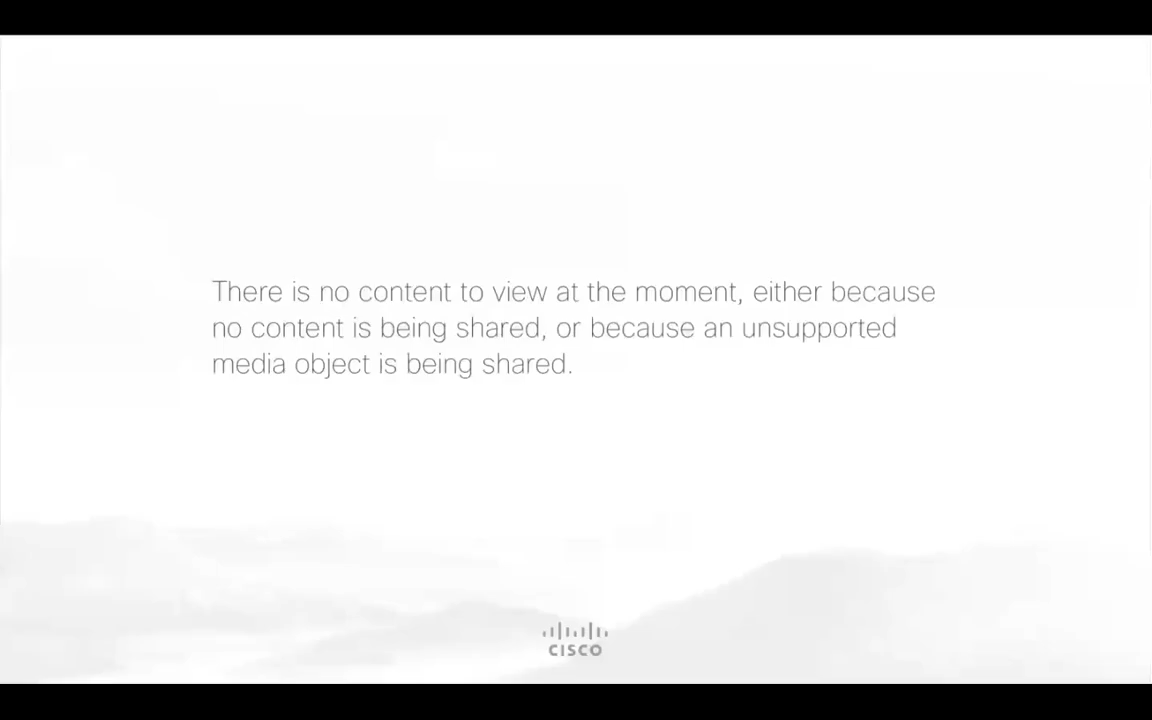 There is no content to view at the moment, either because
no content is being shared, or because an unsupported
media object is being shared.
CISCO